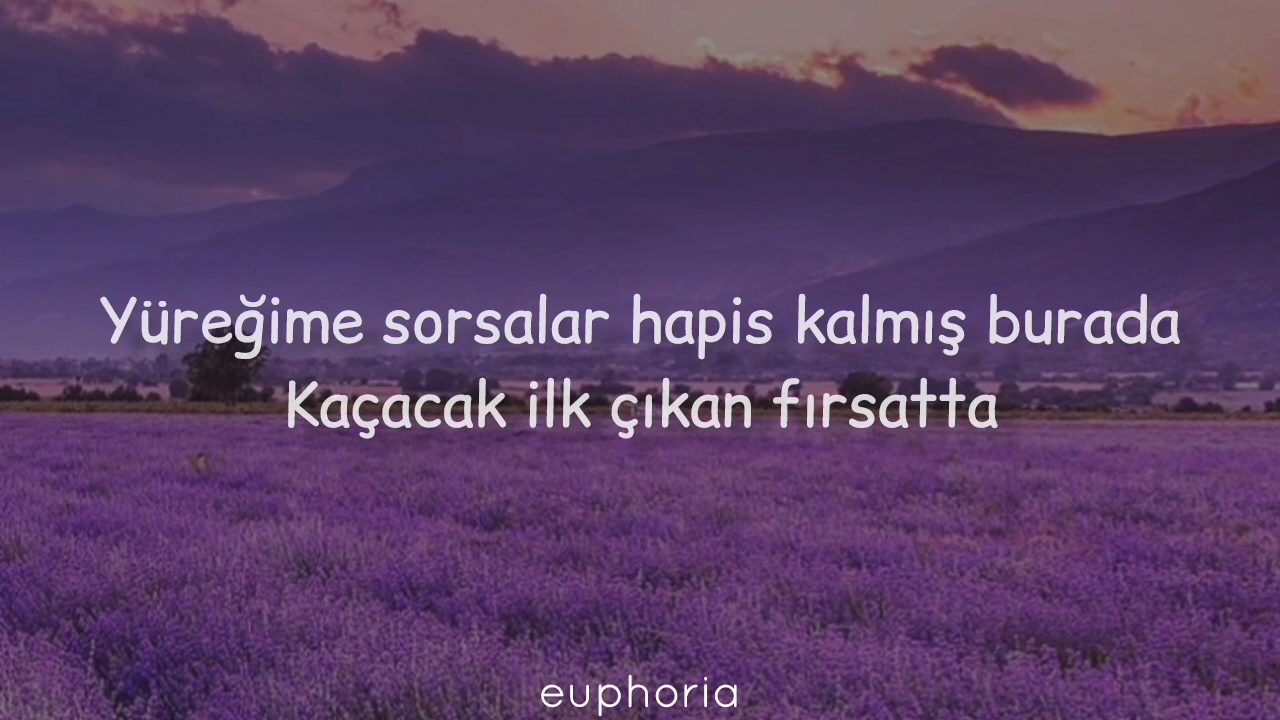 Yüreğime sorsalar hapis kalmış burada
Kaçacak ilk çıkan fırsatta
euphoria